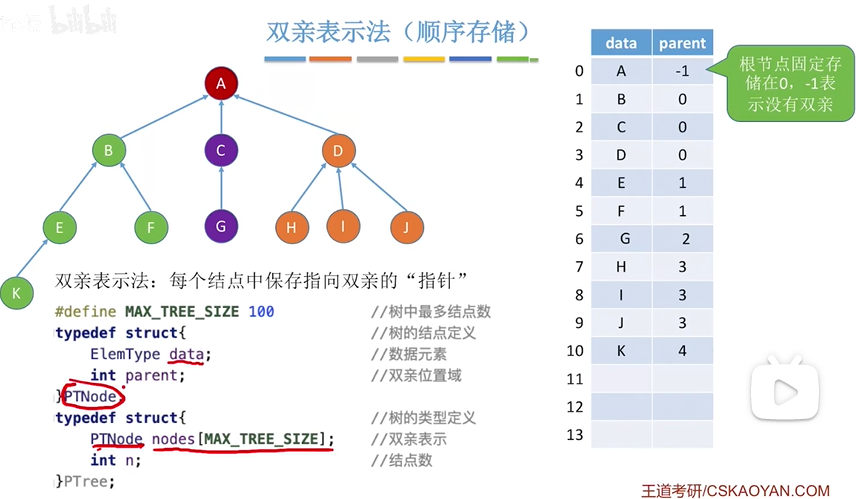 bilibili
双亲表示法（顺序存储）
A
B
C
D
E
F
G
H
I
J
K
data parent
0 A -1
1 B 0
2 C 0
3 D 0
4 E 1
5 F 1
6 G 2
7 H 3
8 I 3
9 J 3
10 K 4
11
12
13
根节点固定存
储在0，-1表
示没有双亲
双亲表示法：每个结点中保存指向双亲的“指针”
#define MAX_TREE_SIZE 100 //树中最多结点数
typedef struct{ //树的结点定义
ElemType data; //数据元素
int parent; //双亲位置域
}PTNode;
typedef struct{ //树的类型定义
PTNode nodes[MAX_TREE_SIZE]; //双亲表示
int n; //结点数
}PTree;
王道考研/CSKAOYAN.COM